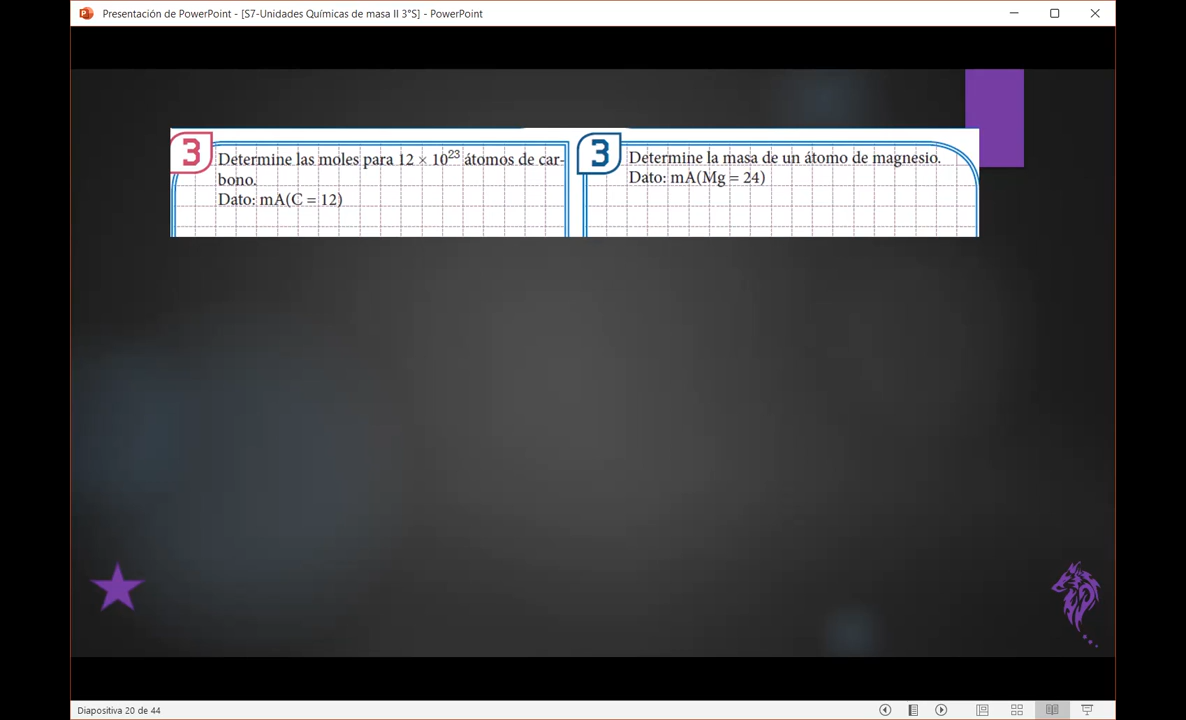 Presentación de PowerPoint - [S7-Unidades Químicas de masa II 3°S] - PowerPoint
3
Determine las moles para 12 × 10²³ átomos de car-
bono.
Dato: mA(C = 12)
3
Determine la masa de un átomo de magnesio.
Dato: mA(Mg = 24)
Diapositiva 20 de 44